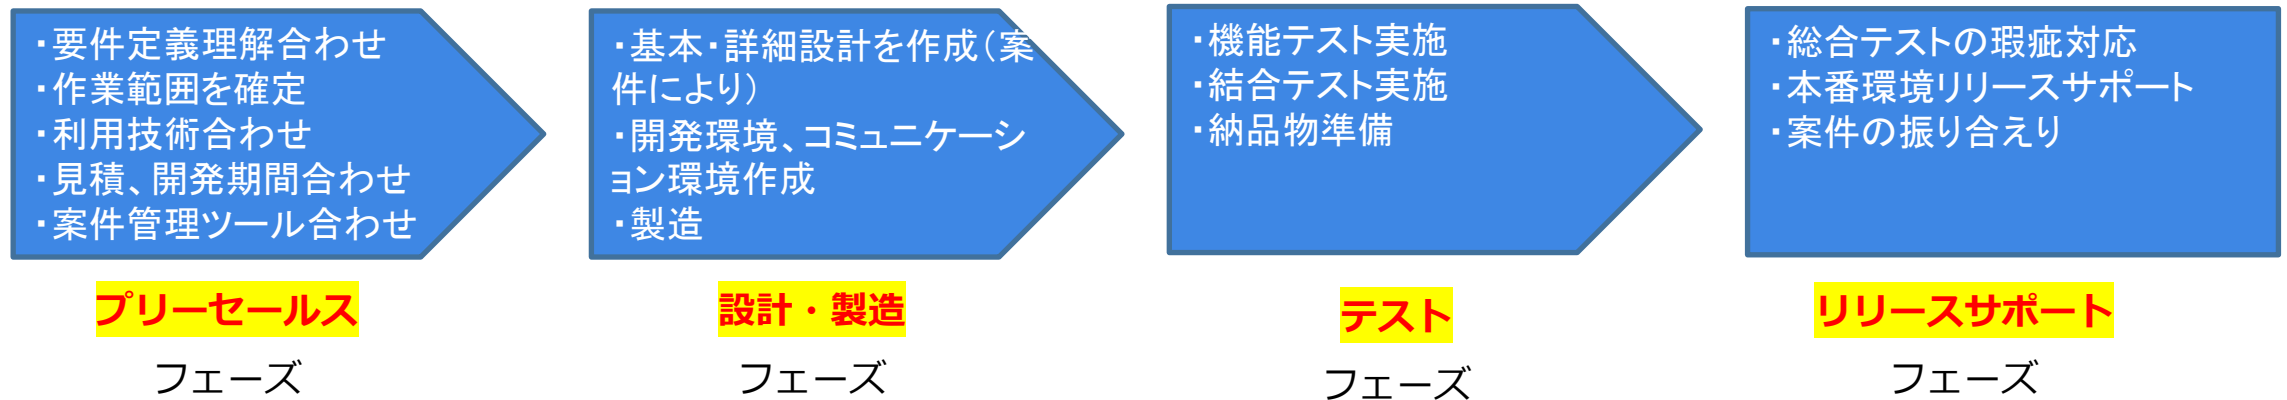 ・要件定義理解合わせ
・作業範囲を確定
・利用技術合わせ
・見積、開発期間合わせ
・案件管理ツール合わせ
プリーセールス
フェーズ
・基本・詳細設計を作成（案
件により）
・開発環境、コミュニケーシ
ョン環境作成
・製造
設計・製造
フェーズ
・機能テスト実施
・結合テスト実施
・納品物準備
テスト
フェーズ
・総合テストの瑕疵対応
・本番環境リリースサポート
・案件の振り合えり
リリースサポート
フェーズ